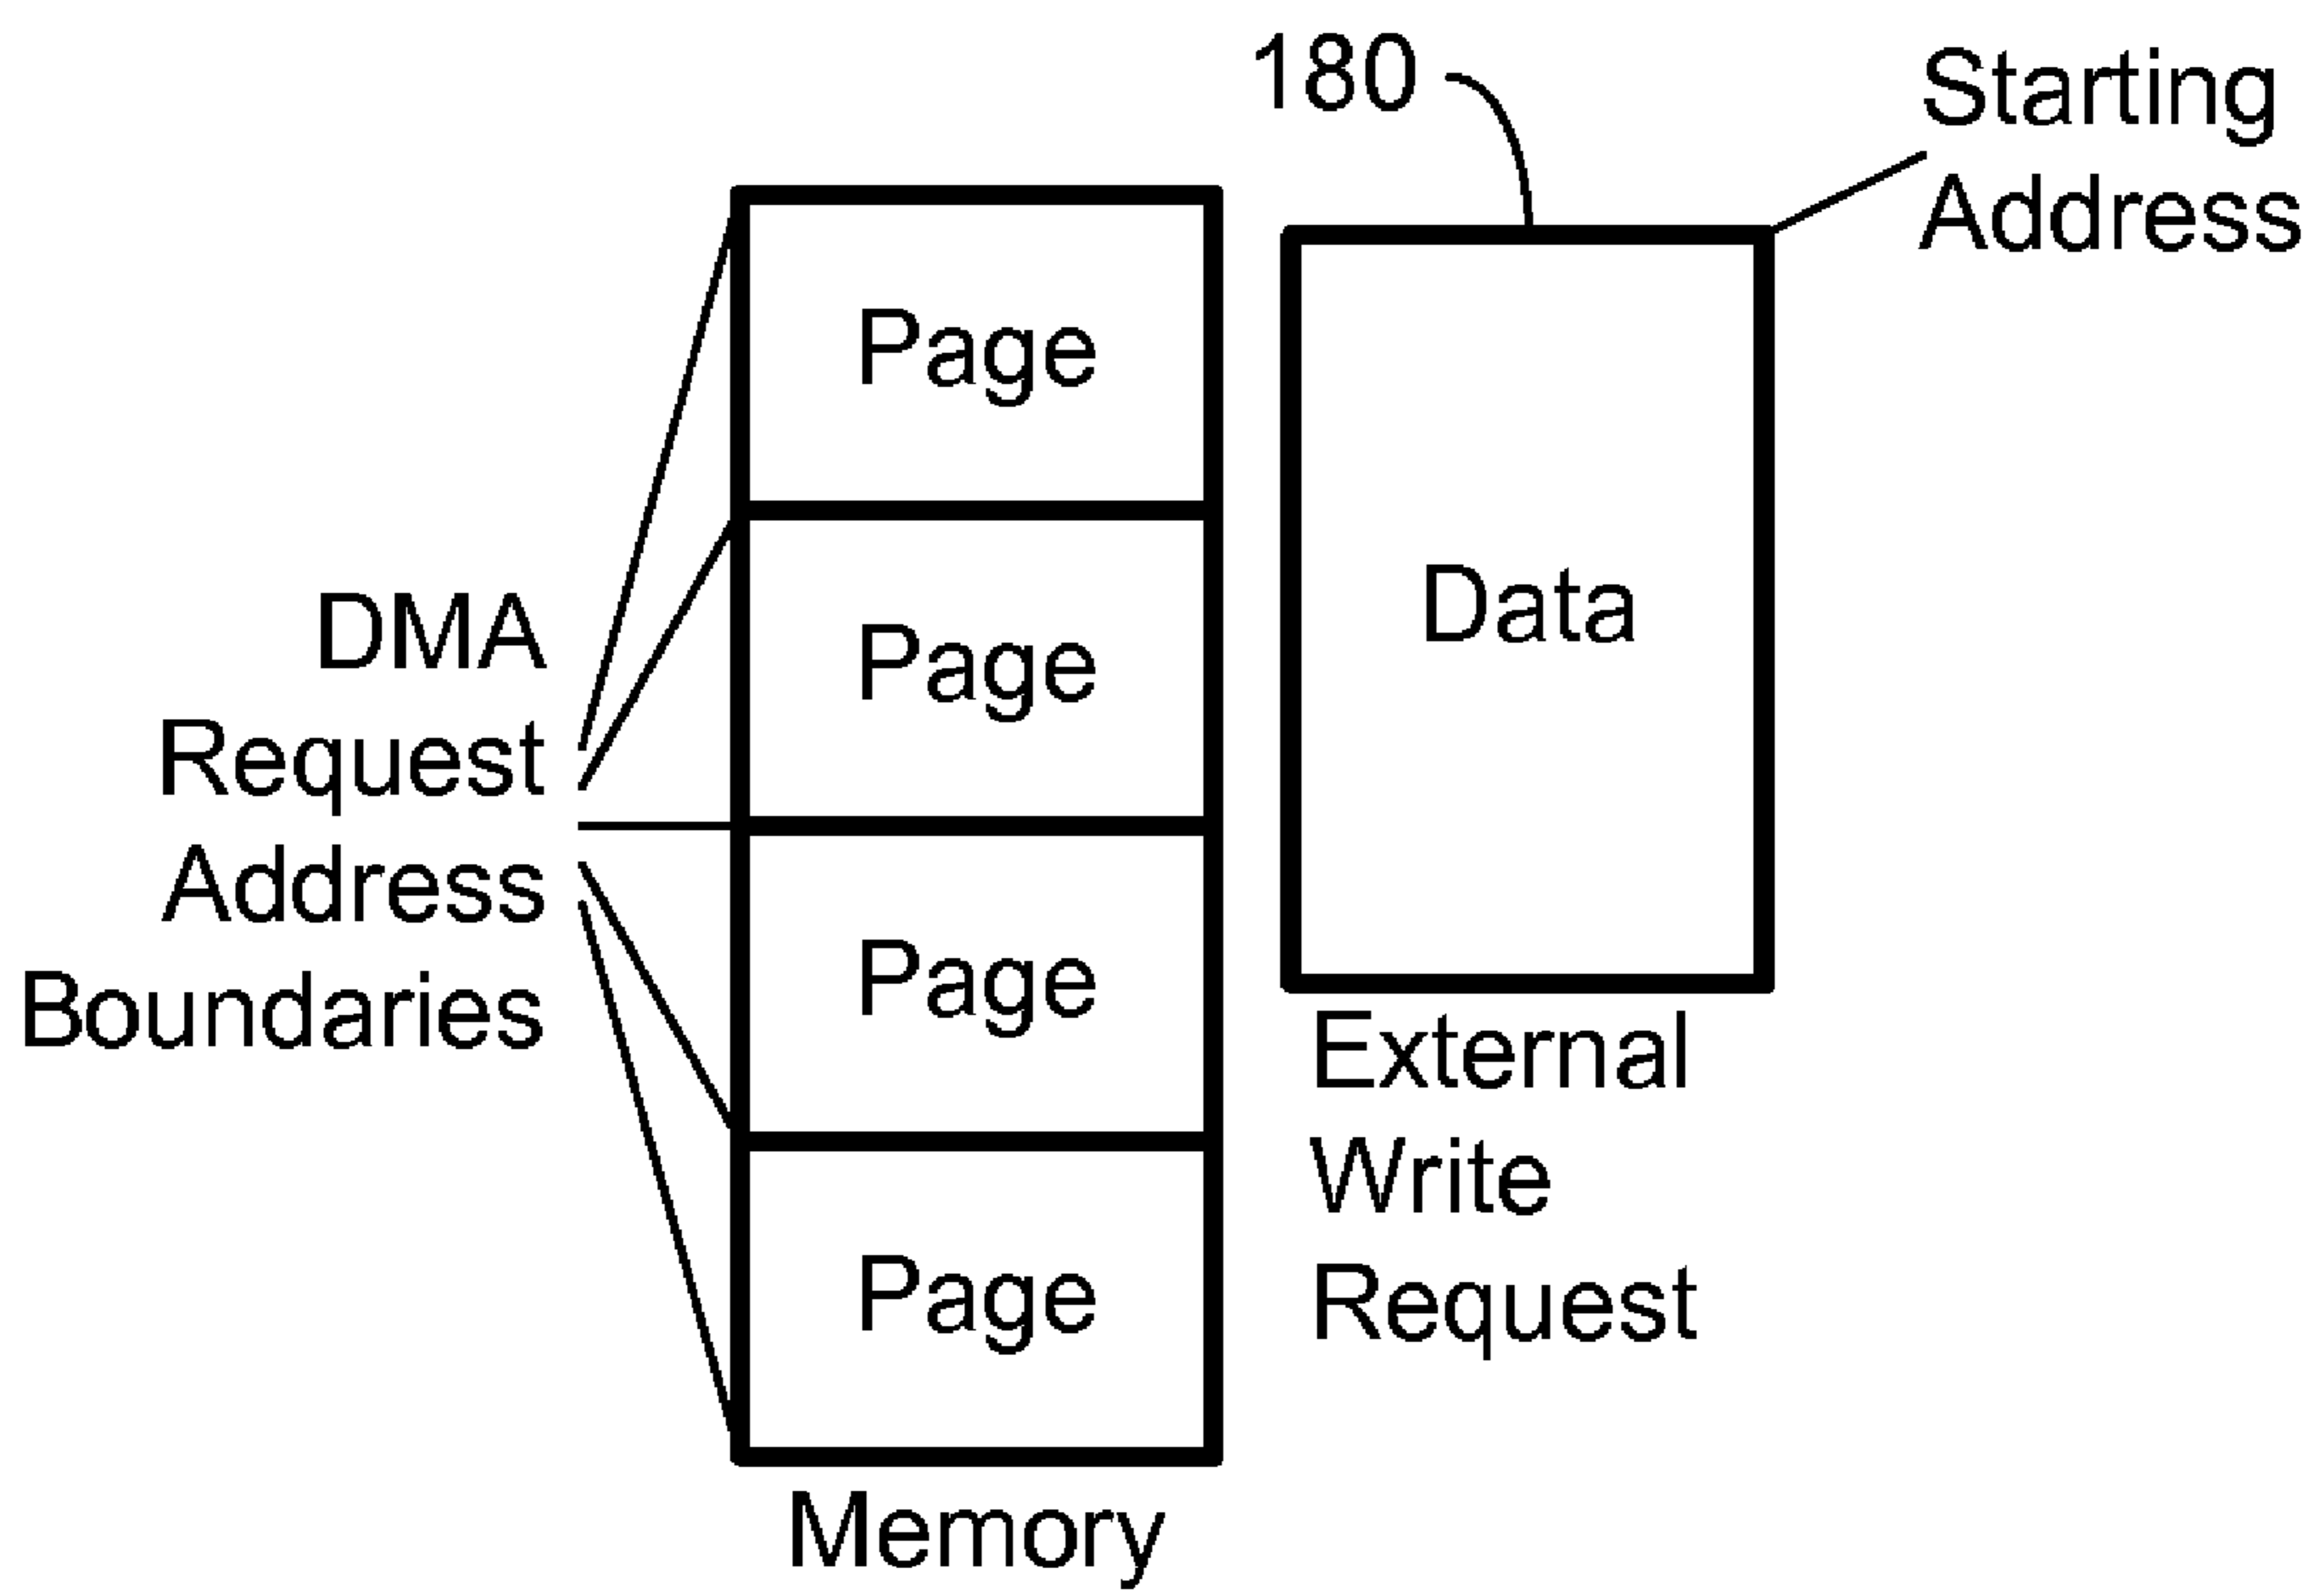 180
Starting
Address
Page
Page
Page
Page
DMA
Request
Address
Boundaries
Data
External
Write
Request
Memory